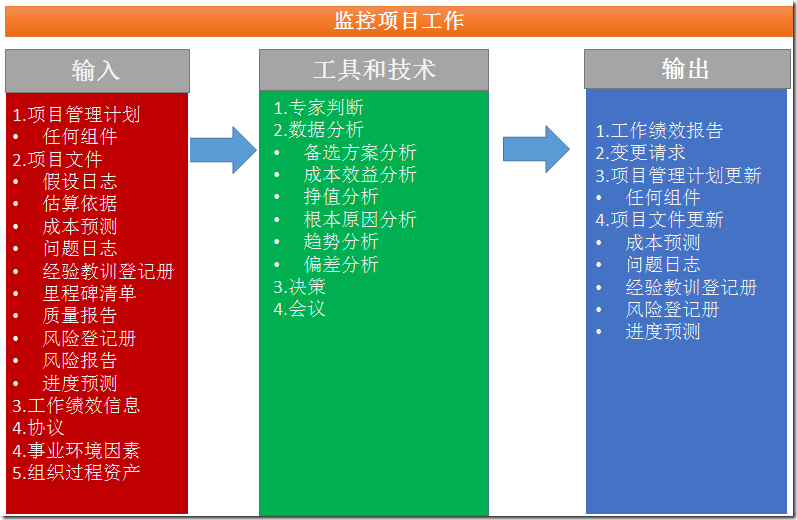 监控项目工作
输入
1.项目管理计划
• 任何组件
2.项目文件
• 假设日志
• 估算依据
• 成本预测
• 问题日志
• 经验教训登记册
• 里程碑清单
• 质量报告
• 风险登记册
• 风险报告
• 进度预测
3.工作绩效信息
4.协议
4.事业环境因素
5.组织过程资产
工具和技术
1.专家判断
2.数据分析
• 备选方案分析
• 成本效益分析
• 挣值分析
• 根本原因分析
• 趋势分析
• 偏差分析
3.决策
4.会议
输出
1.工作绩效报告
2.变更请求
3.项目管理计划更新
• 任何组件
4.项目文件更新
• 成本预测
• 问题日志
• 经验教训登记册
• 风险登记册
• 进度预测